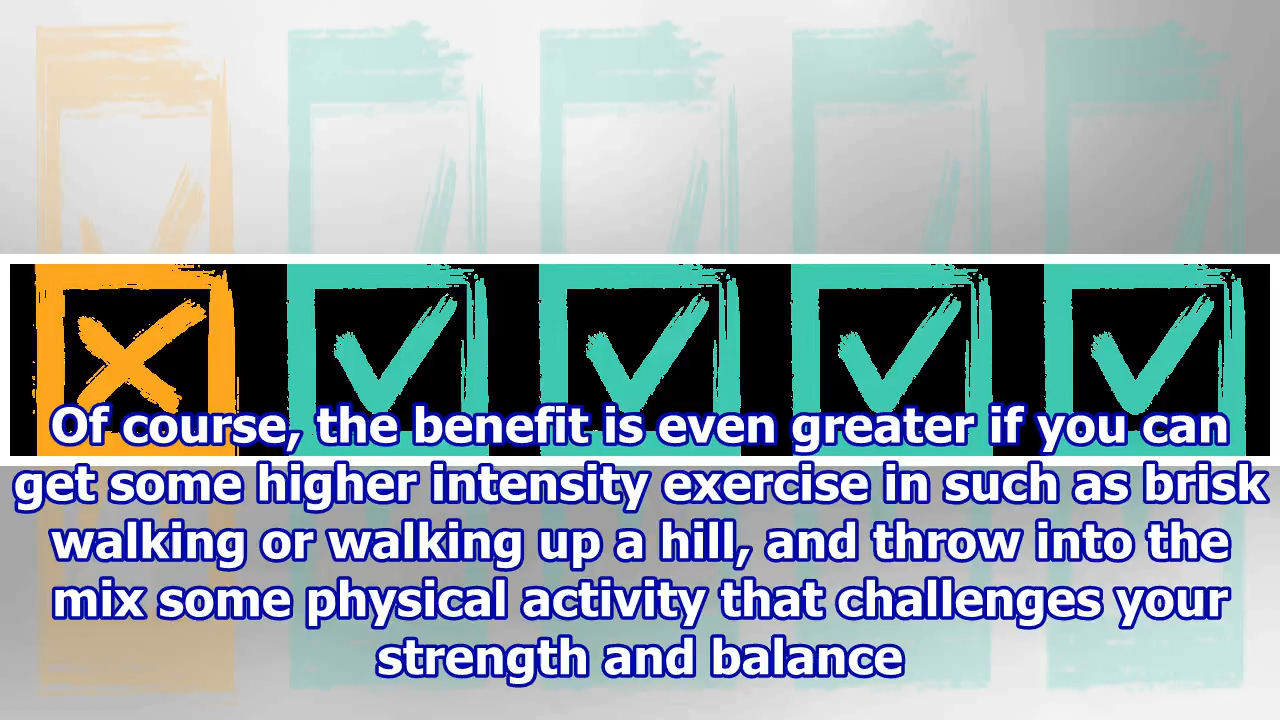 Of course, the benefit is even greater if you can
get some higher intensity exercise in such as brisk
walking or walking up a hill, and throw into the
mix some physical activity that challenges your
strength and balance